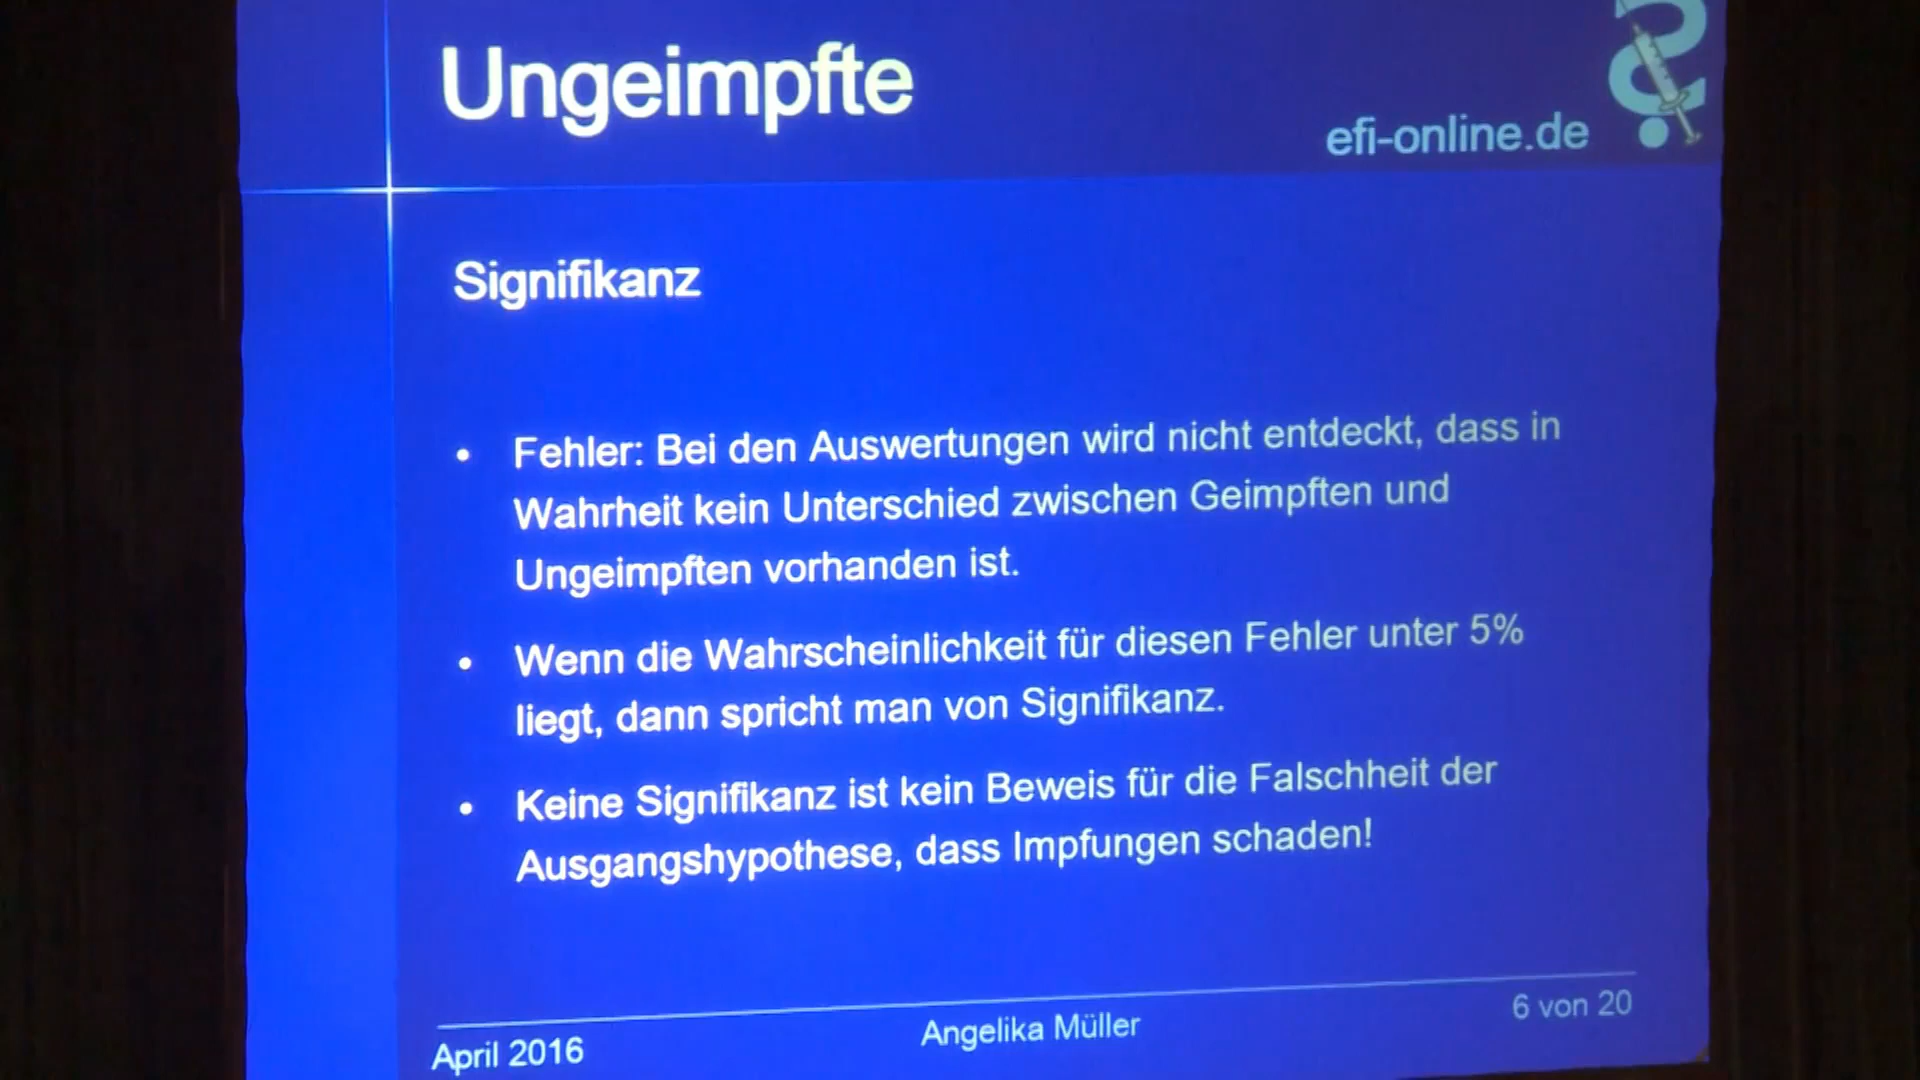 Ungeimpfte
efi-online.de
Signifikanz
• Fehler: Bei den Auswertungen wird nicht entdeckt, dass in
Wahrheit kein Unterschied zwischen Geimpften und
Ungeimpften vorhanden ist.
• Wenn die Wahrscheinlichkeit für diesen Fehler unter 5%
liegt, dann spricht man von Signifikanz.
• Keine Signifikanz ist kein Beweis für die Falschheit der
Ausgangshypothese, dass Impfungen schaden!
April 2016
Angelika Müller
6 von 20